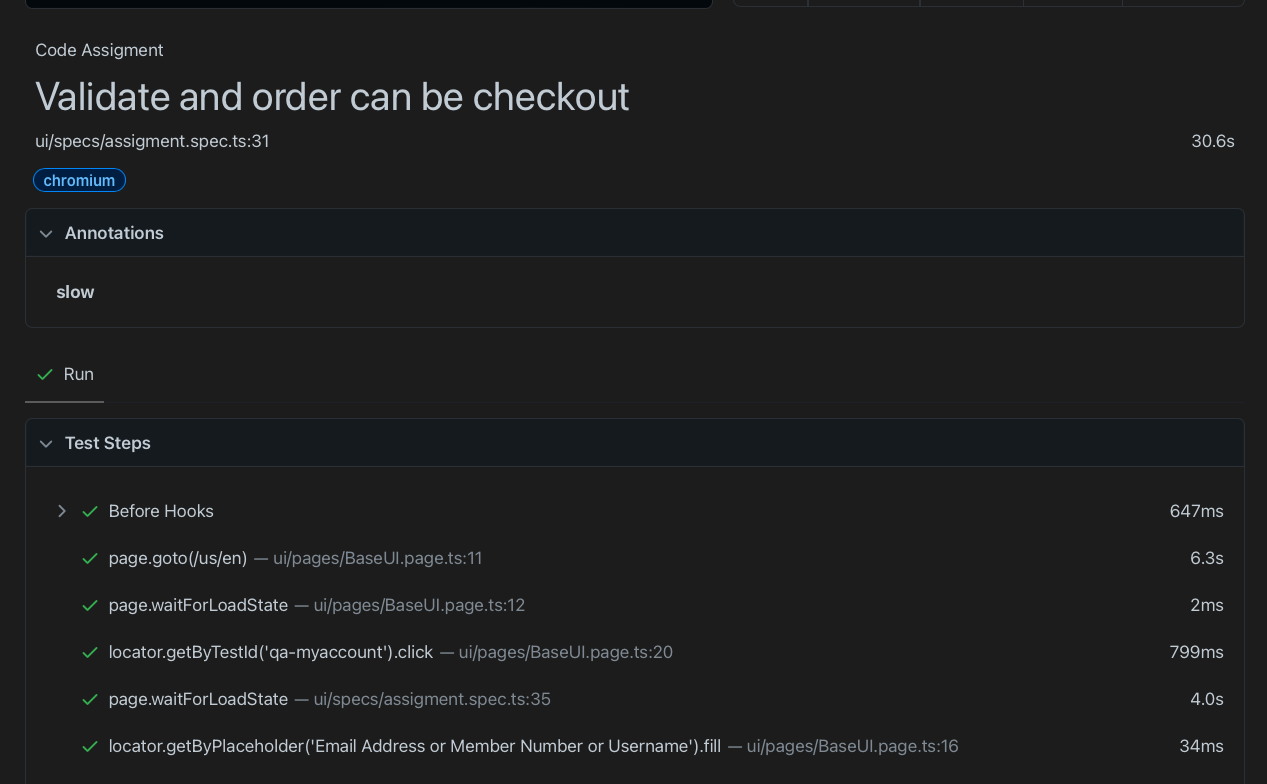 Code Assigment
Validate and order can be checkout
ui/specs/assigment.spec.ts:31 30.6s
chromium
Annotations
slow
Run
Test Steps
Before Hooks 647ms
page.goto(/us/en) — ui/pages/BaseUI.page.ts:11 6.3s
page.waitForLoadState — ui/pages/BaseUI.page.ts:12 2ms
locator.getByTestId('qa-myaccount').click — ui/pages/BaseUI.page.ts:20 799ms
page.waitForLoadState — ui/specs/assigment.spec.ts:35 4.0s
locator.getByPlaceholder('Email Address or Member Number or Username').fill — ui/pages/BaseUI.page.ts:16 34ms